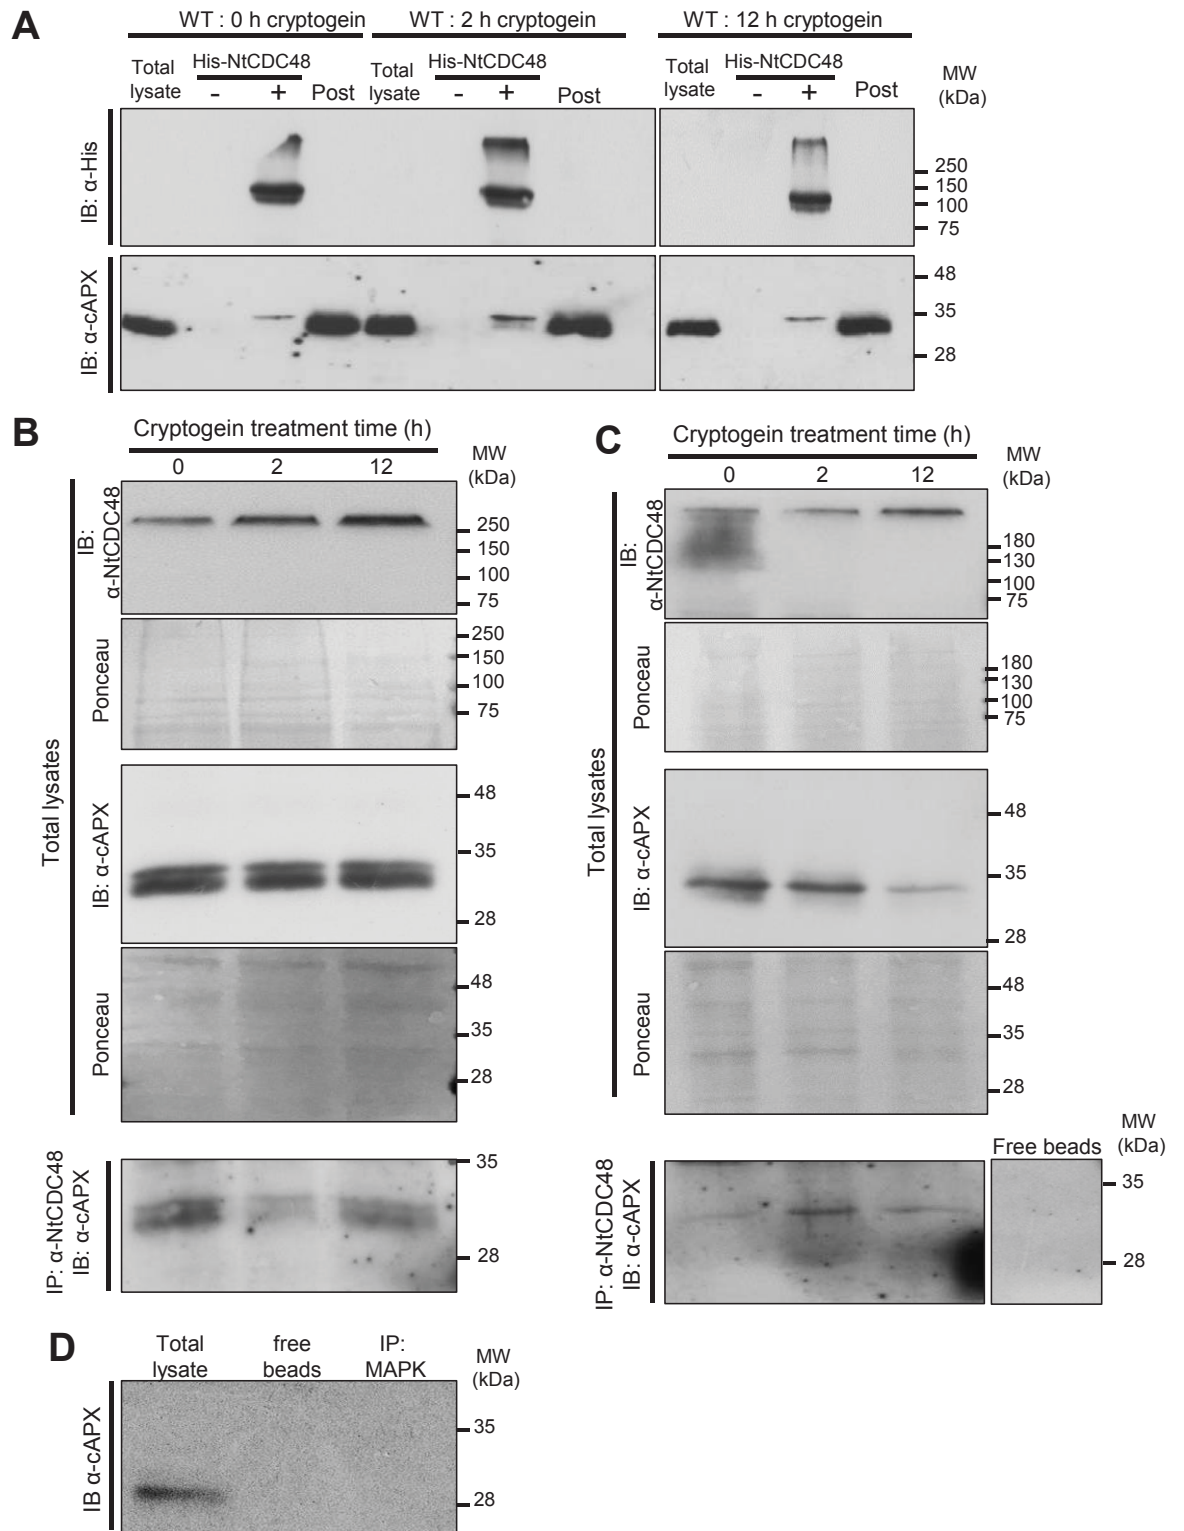 A
WT : 0 h cryptogein
WT : 2 h cryptogein
WT : 12 h cryptogein
Total lysate
His-NtCDC48
- + Post
Total lysate
His-NtCDC48
- + Post
Total lysate
His-NtCDC48
- + Post
MW (kDa)
IB: α-His
250
150
100
75
IB: α-cAPX
48
35
28
B
Cryptogein treatment time (h)
0 2 12
MW (kDa)
Total lysates
IB: α-NtCDC48
250
150
100
75
Ponceau
250
150
100
75
IB: α-cAPX
48
35
28
Ponceau
48
35
28
IP: α-NtCDC48
IB: α-cAPX
35
28
C
Cryptogein treatment time (h)
0 2 12
MW (kDa)
Total lysates
IB: α-NtCDC48
180
130
100
75
Ponceau
180
130
100
75
IB: α-cAPX
48
35
28
Ponceau
48
35
28
IP: α-NtCDC48
IB: α-cAPX
Free beads
MW (kDa)
35
28
D
Total lysate
free beads
IP: MAPK
MW (kDa)
IB α-cAPX
35
28